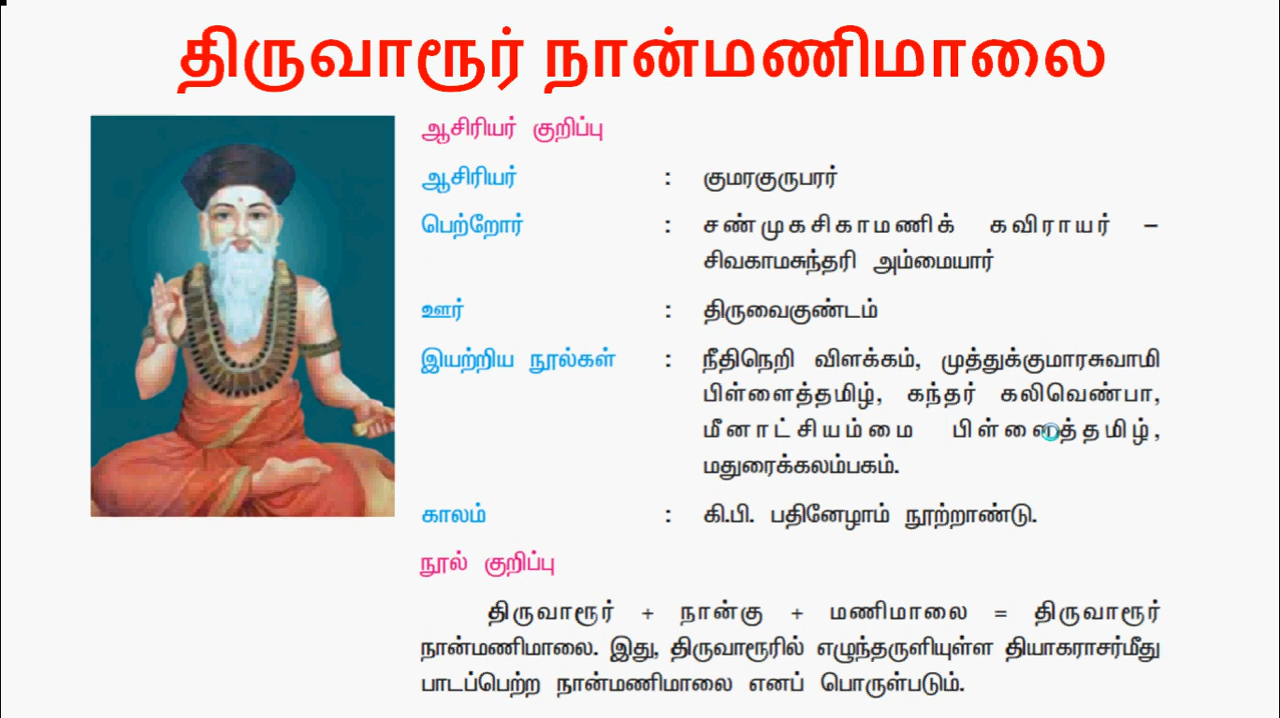 திருவாரூர் நான்மணிமாலை
ஆசிரியர் குறிப்பு
ஆசிரியர் : குமரகுருபரர்
பெற்றோர் : சண்முகசிகாமணிக் கவிராயர் –
சிவகாமசுந்தரி அம்மையார்
ஊர் : திருவைகுண்டம்
இயற்றிய நூல்கள் : நீதிநெறி விளக்கம், முத்துக்குமாரசுவாமி
பிள்ளைத்தமிழ், கந்தர் கலிவெண்பா,
மீனாட்சியம்மை பிள்ளைத்தமிழ்,
மதுரைக்கலம்பகம்.
காலம் : கி.பி. பதினேழாம் நூற்றாண்டு.
நூல் குறிப்பு
திருவாரூர் + நான்கு + மணிமாலை = திருவாரூர்
நான்மணிமாலை. இது, திருவாரூரில் எழுந்தருளியுள்ள தியாகராசர்மீது
பாடப்பெற்ற நான்மணிமாலை எனப் பொருள்படும்.